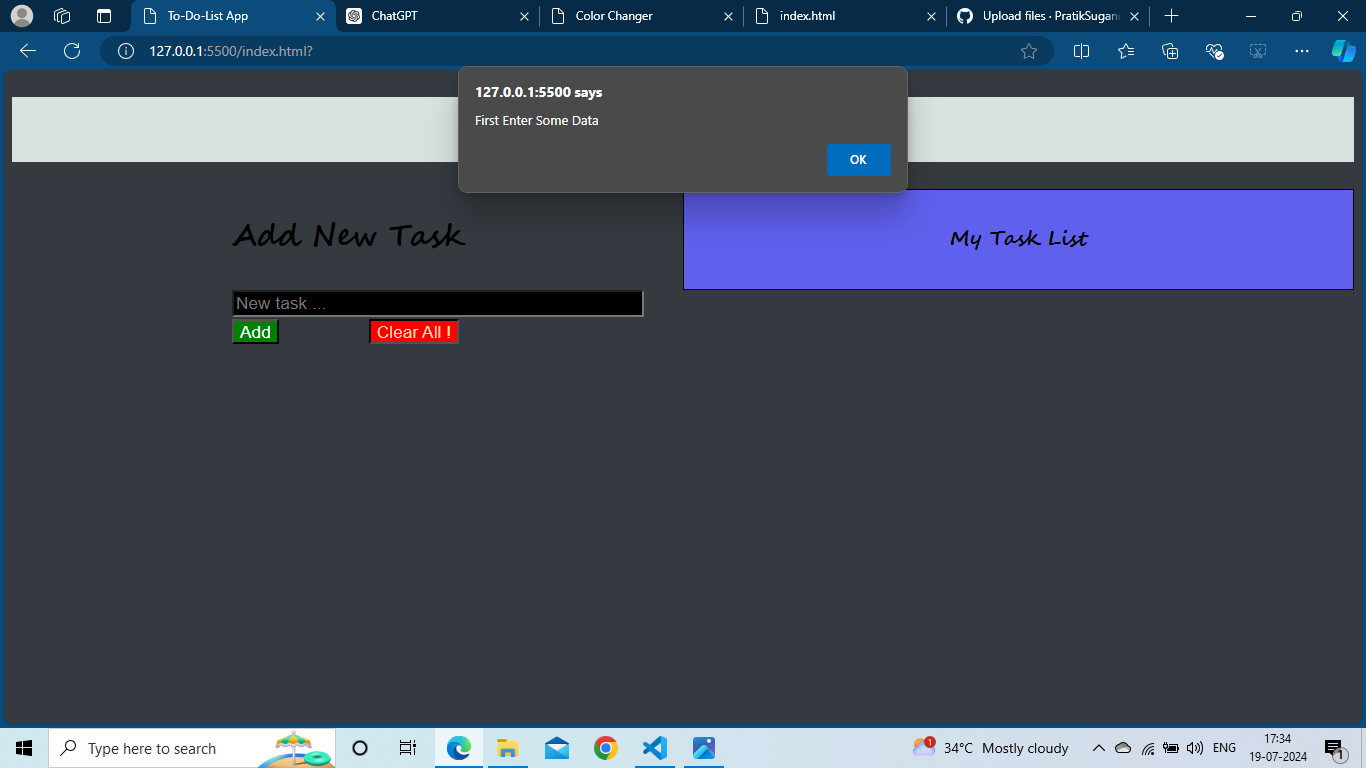 To-Do-List App
ChatGPT
Color Changer
index.html
Upload files · PratikSugan
127.0.0.1:5500/index.html?
127.0.0.1:5500 says
First Enter Some Data
OK
Add New Task
My Task List
New task ...
Add
Clear All !
Type here to search
1
34°C Mostly cloudy
ENG
17:34
19-07-2024
1